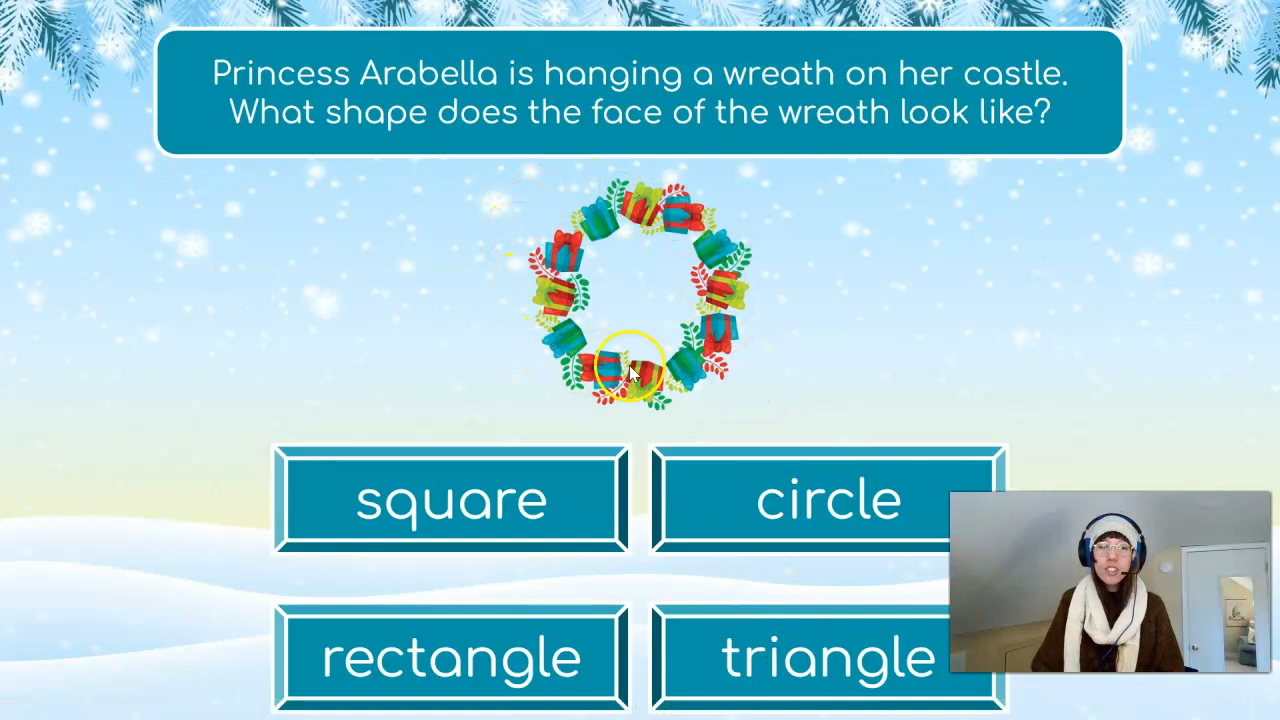 Princess Arabella is hanging a wreath on her castle.
What shape does the face of the wreath look like?
square
circle
rectangle
triangle